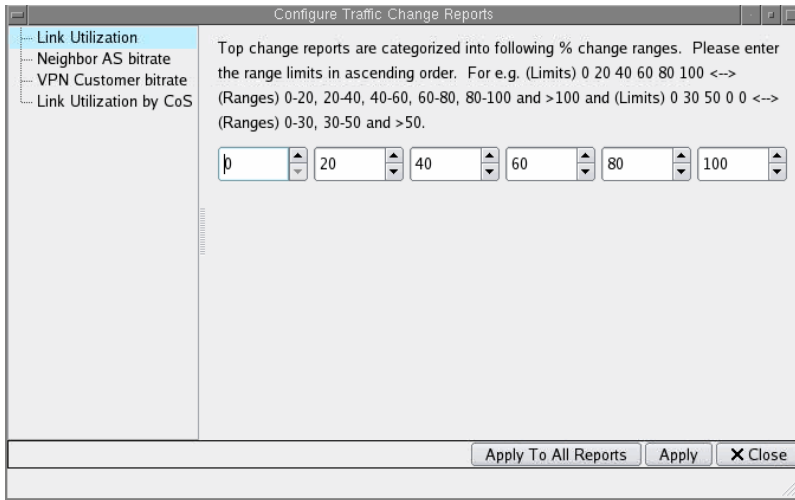 Configure Traffic Change Reports
Link Utilization
Neighbor AS bitrate
VPN Customer bitrate
Link Utilization by CoS
Top change reports are categorized into following % change ranges. Please enter
the range limits in ascending order. For e.g. (Limits) 0 20 40 60 80 100 <-->
(Ranges) 0-20, 20-40, 40-60, 60-80, 80-100 and >100 and (Limits) 0 30 50 0 0 <-->
(Ranges) 0-30, 30-50 and >50.
0 20 40 60 80 100
Apply To All Reports Apply Close